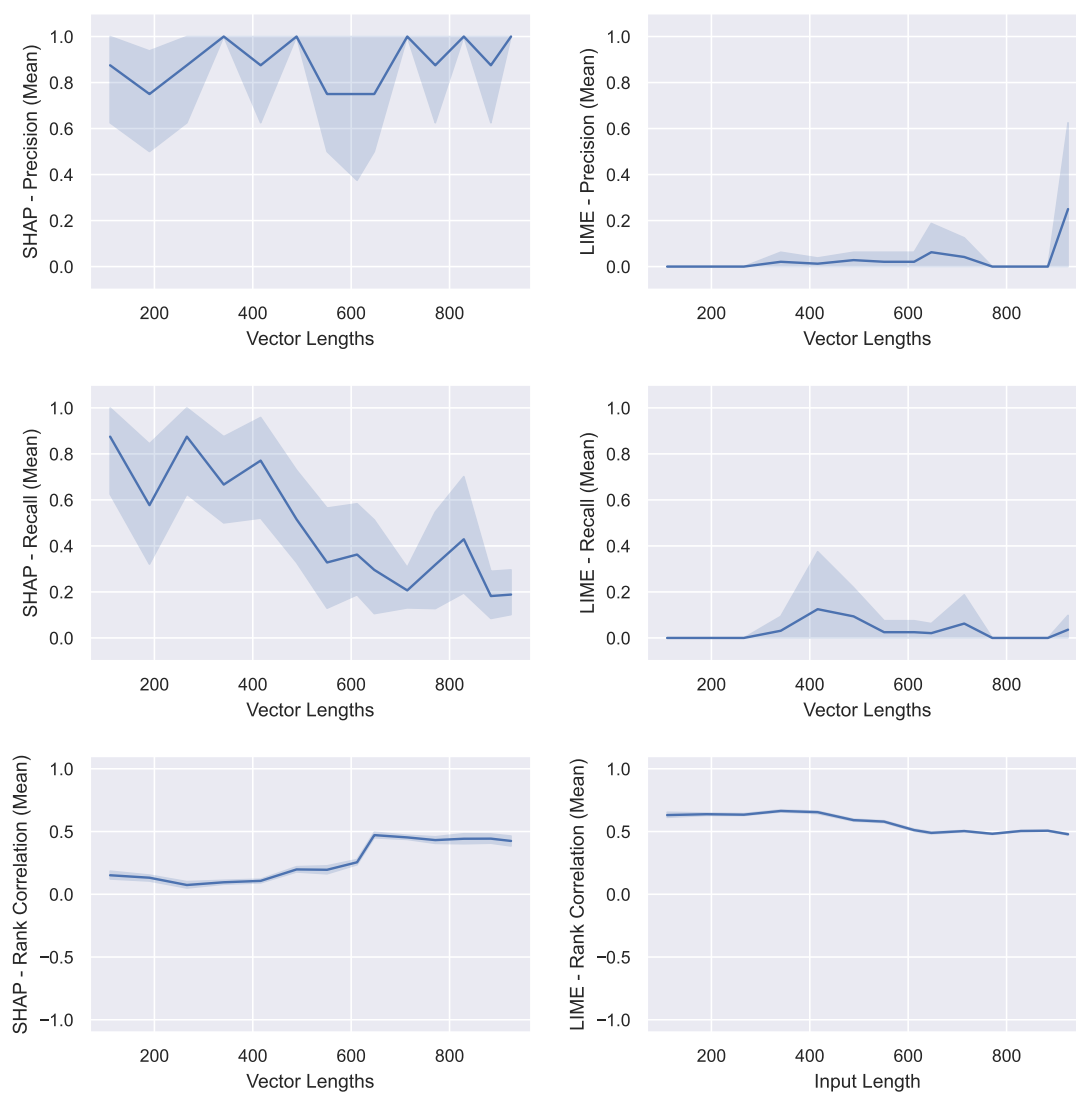 SHAP - Precision (Mean)
1.0
0.8
0.6
0.4
0.2
0.0
200 400 600 800
Vector Lengths
LIME - Precision (Mean)
1.0
0.8
0.6
0.4
0.2
0.0
200 400 600 800
Vector Lengths
SHAP - Recall (Mean)
1.0
0.8
0.6
0.4
0.2
0.0
200 400 600 800
Vector Lengths
LIME - Recall (Mean)
1.0
0.8
0.6
0.4
0.2
0.0
200 400 600 800
Vector Lengths
SHAP - Rank Correlation (Mean)
1.0
0.5
0.0
−0.5
−1.0
200 400 600 800
Vector Lengths
LIME - Rank Correlation (Mean)
1.0
0.5
0.0
−0.5
−1.0
200 400 600 800
Input Length